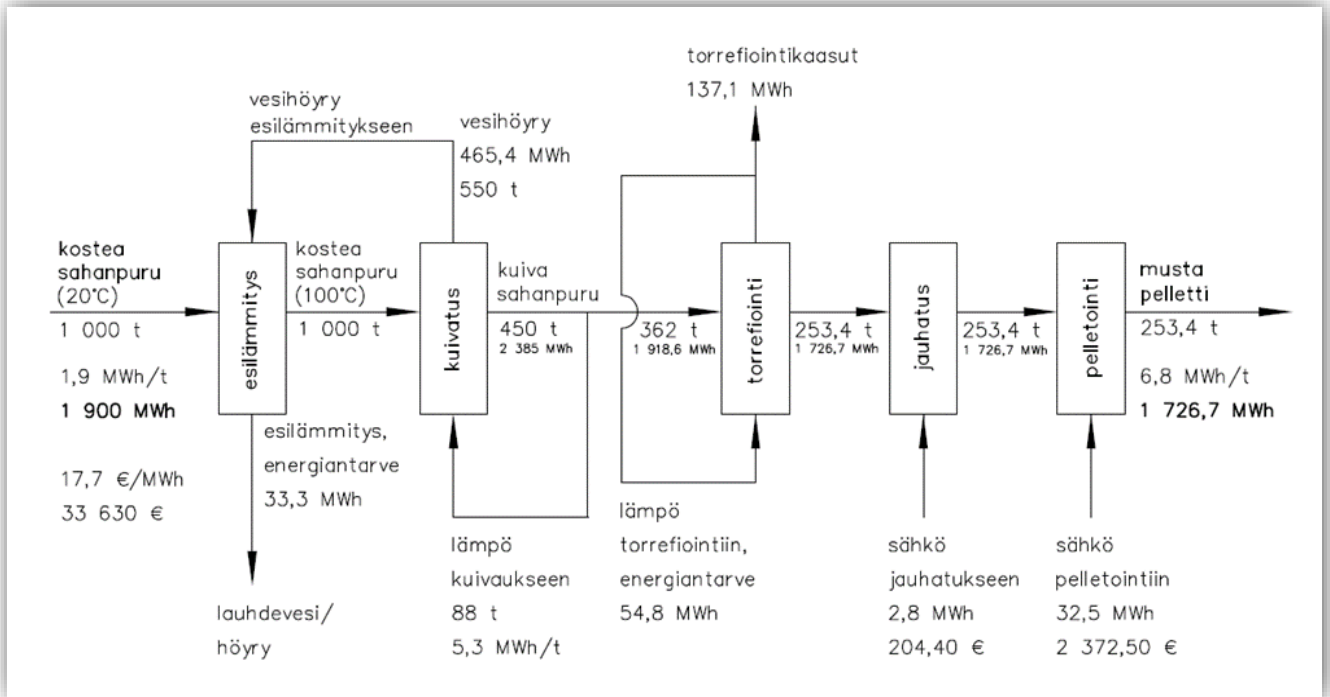 torrefiointikaasut
137,1 MWh
vesihöyry
esilämmitykseen
vesihöyry
465,4 MWh
550 t
kostea
sahanpuru
(20°C)
1 000 t
1,9 MWh/t
1 900 MWh
17,7 €/MWh
33 630 €
esilämmitys
kostea
sahanpuru
(100°C)
1 000 t
esilämmitys,
energiantarve
33,3 MWh
lauhdevesi/
höyry
kuivatus
kuiva
sahanpuru
450 t
2 385 MWh
lämpö
kuivaukseen
88 t
5,3 MWh/t
362 t
1 918,6 MWh
lämpö
torrefiointiin,
energiantarve
54,8 MWh
torrefiointi
253,4 t
1 726,7 MWh
jauhatus
sähkö
jauhatukseen
2,8 MWh
204,40 €
253,4 t
1 726,7 MWh
pelletointi
sähkö
pelletointiin
32,5 MWh
2 372,50 €
musta
pelletti
253,4 t
6,8 MWh/t
1 726,7 MWh